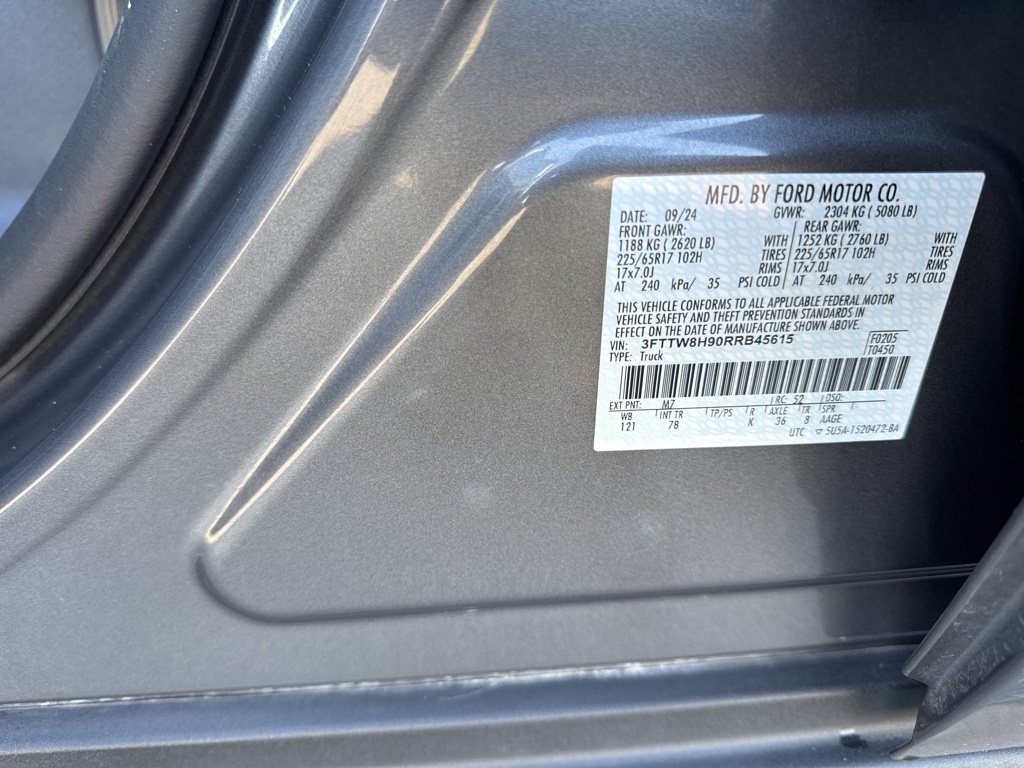 MFD. BY FORD MOTOR CO.
DATE: 09/24 GVWR: 2304 KG ( 5080 LB)
FRONT GAWR: REAR GAWR:
1188 KG ( 2620 LB) WITH 1252 KG ( 2760 LB) WITH
225/65R17 102H TIRES 225/65R17 102H TIRES
17x7.0J RIMS 17x7.0J RIMS
AT 240 kPa/ 35 PSI COLD AT 240 kPa/ 35 PSI COLD
THIS VEHICLE CONFORMS TO ALL APPLICABLE FEDERAL MOTOR
VEHICLE SAFETY AND THEFT PREVENTION STANDARDS IN
EFFECT ON THE DATE OF MANUFACTURE SHOWN ABOVE.
VIN: 3FTTW8H90RRB45615 F0205
TYPE: Truck T0450
EXT PNT: M7 RC: 52 DSO:
WB INT TR TP/PS R AXLE TR SPR
121 7B K 36 8 AAGE
UTC ▽ 5U5A-1520472-BA